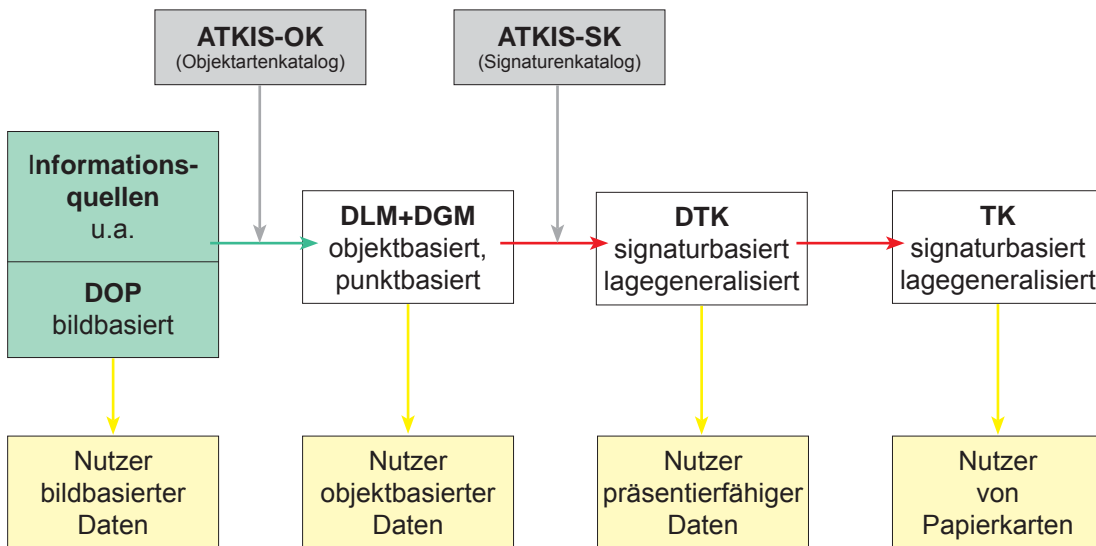 ATKIS-OK
(Objektartenkatalog)
ATKIS-SK
(Signaturenkatalog)
Informations-
quellen
u.a.
DOP
bildbasiert
DLM+DGM
objektbasiert,
punktbasiert
DTK
signaturbasiert
lagegeneralisiert
TK
signaturbasiert
lagegeneralisiert
Nutzer
bildbasierter
Daten
Nutzer
objektbasierter
Daten
Nutzer
präsentierfähiger
Daten
Nutzer
von
Papierkarten